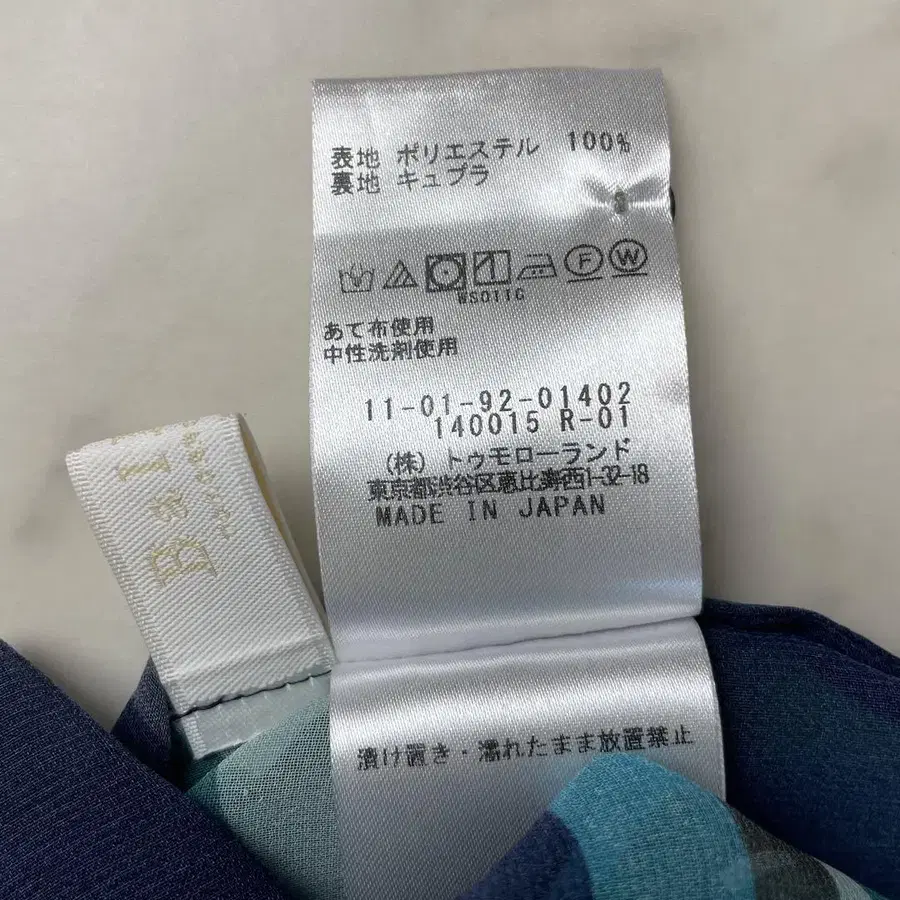 表地 ポリエステル 100%
裏地 キュプラ
F W
WS011G
あて布使用
中性洗剤使用
11-01-92-01402
140015 R-01
(株) トゥモローランド
東京都渋谷区恵比寿西1-32-18
MADE IN JAPAN
漬け置き・濡れたまま放置禁止